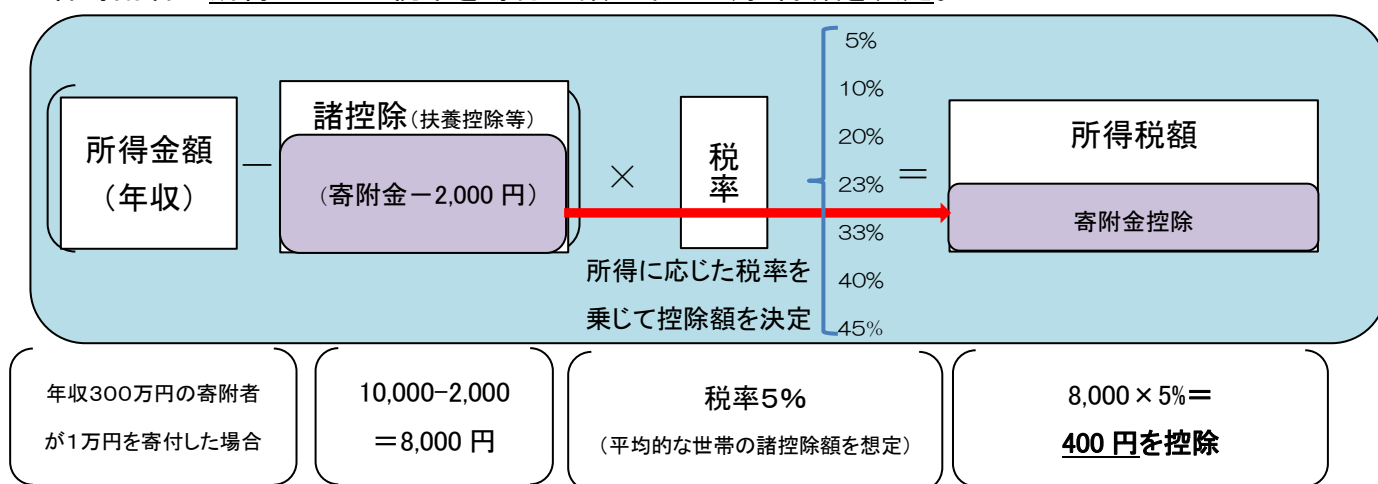 所得金額
（年収）
－
諸控除（扶養控除等）
（寄附金－2,000 円）
×
税
率
5%
10%
20%
23%
33%
40%
45%
＝
所得税額
寄附金控除
所得に応じた税率を
乗じて控除額を決定
年収３００万円の寄附者
が１万円を寄付した場合
10,000−2,000
＝8,000 円
税率５％
（平均的な世帯の諸控除額を想定）
8,000 × 5%＝
400 円を控除